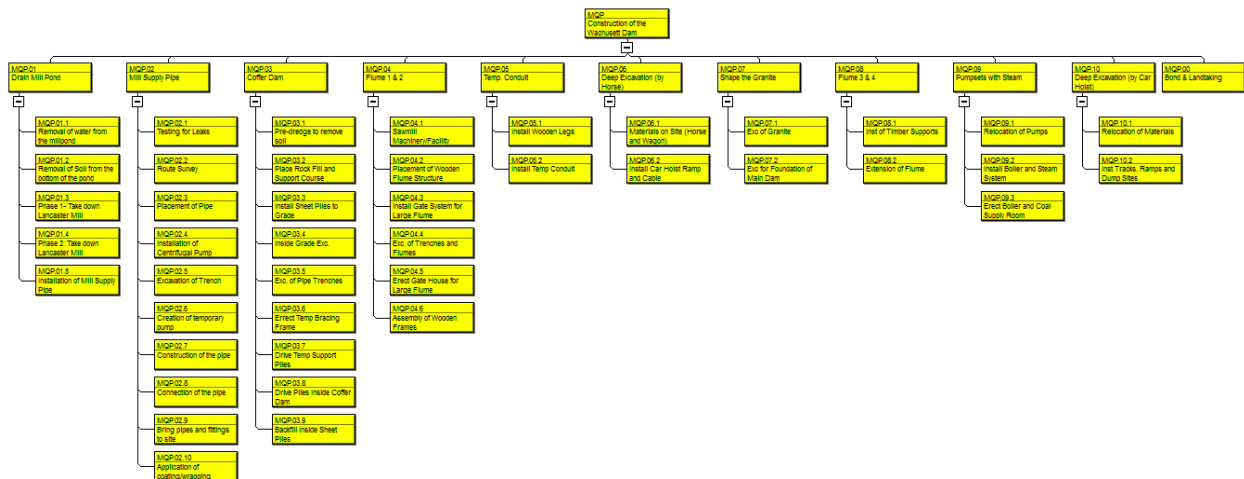 MQP
Construction of the
Wachusett Dam
MQP.01
Drain Mill Pond
MQP.01.1
Removal of water from
the millpond
MQP.01.2
Removal of Soil from the
bottom of the pond
MQP.01.3
Phase 1- Take down
Lancaster Mill
MQP.01.4
Phase 2: Take down
Lancaster Mill
MQP.01.5
Installation of Mill Supply
Pipe
MQP.02
Mill Supply Pipe
MQP.02.1
Testing for Leaks
MQP.02.2
Route Survey
MQP.02.3
Placement of Pipe
MQP.02.4
Installation of
Centrifugal Pump
MQP.02.5
Excavation of Trench
MQP.02.6
Creation of temporary
pump
MQP.02.7
Construction of the pipe
MQP.02.8
Connection of the pipe
MQP.02.9
Bring pipes and fittings
to site
MQP.02.10
Application of
coating/wrapping
MQP.03
Coffer Dam
MQP.03.1
Pre-dredge to remove
soil
MQP.03.2
Place Rock Fill and
Support Course
MQP.03.3
Install Sheet Piles to
Grade
MQP.03.4
Inside Grade Exc.
MQP.03.5
Exc. of Pipe Trenches
MQP.03.6
Errect Temp Bracing
Frame
MQP.03.7
Drive Temp Support
Piles
MQP.03.8
Drive Piles Inside Coffer
Dam
MQP.03.9
Backfill Inside Sheet
Piles
MQP.04
Flume 1 & 2
MQP.04.1
Sawmill
Machinery/Facility
MQP.04.2
Placement of Wooden
Flume Structure
MQP.04.3
Install Gate System for
Large Flume
MQP.04.4
Exc. of Trenches and
Flumes
MQP.04.5
Erect Gate House for
Large Flume
MQP.04.6
Assembly of Wooden
Frames
MQP.05
Temp. Conduit
MQP.05.1
Install Wooden Legs
MQP.05.2
Install Temp Conduit
MQP.06
Deep Excavation (by
Horse)
MQP.06.1
Materials on Site (Horse
and Wagon)
MQP.06.2
Install Car Hoist Ramp
and Cable
MQP.07
Shape the Granite
MQP.07.1
Exc of Granite
MQP.07.2
Exc for Foundation of
Main Dam
MQP.08
Flume 3 & 4
MQP.08.1
Inst of Timber Supports
MQP.08.2
Extension of Flume
MQP.09
Pumpsets with Steam
MQP.09.1
Relocation of Pumps
MQP.09.2
Install Boiler and Steam
System
MQP.09.3
Erect Boiler and Coal
Supply Room
MQP.10
Deep Excavation (by Car
Hoist)
MQP.10.1
Relocation of Materials
MQP.10.2
Inst Tracks, Ramps and
Dump Sites
MQP.00
Bond & Landtaking